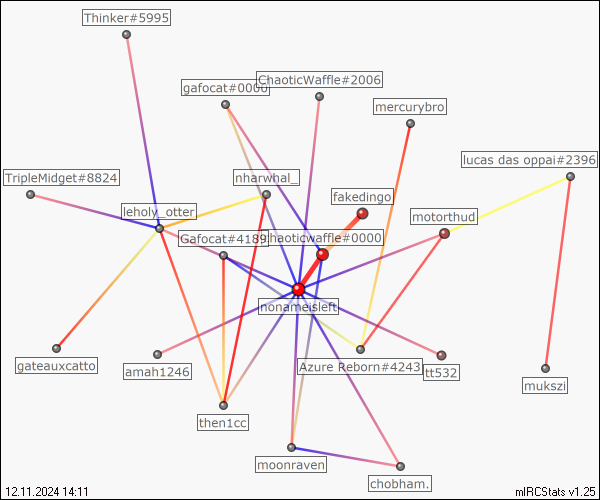 Thinker#5995
ChaoticWaffle#2006
gafocat#0000
mercurybro
lucas das oppai#2396
TripleMidget#8824
nharwhal_
fakedingo
leholy_otter
motorthud
Gafocat#4189
chaoticwaffle#0000
nonameisleft
gateauxcatto
amah1246
Azure Reborn#4243
tt532
mukszi
then1cc
moonraven
chobham.
12.11.2024 14:11
mIRCStats v1.25